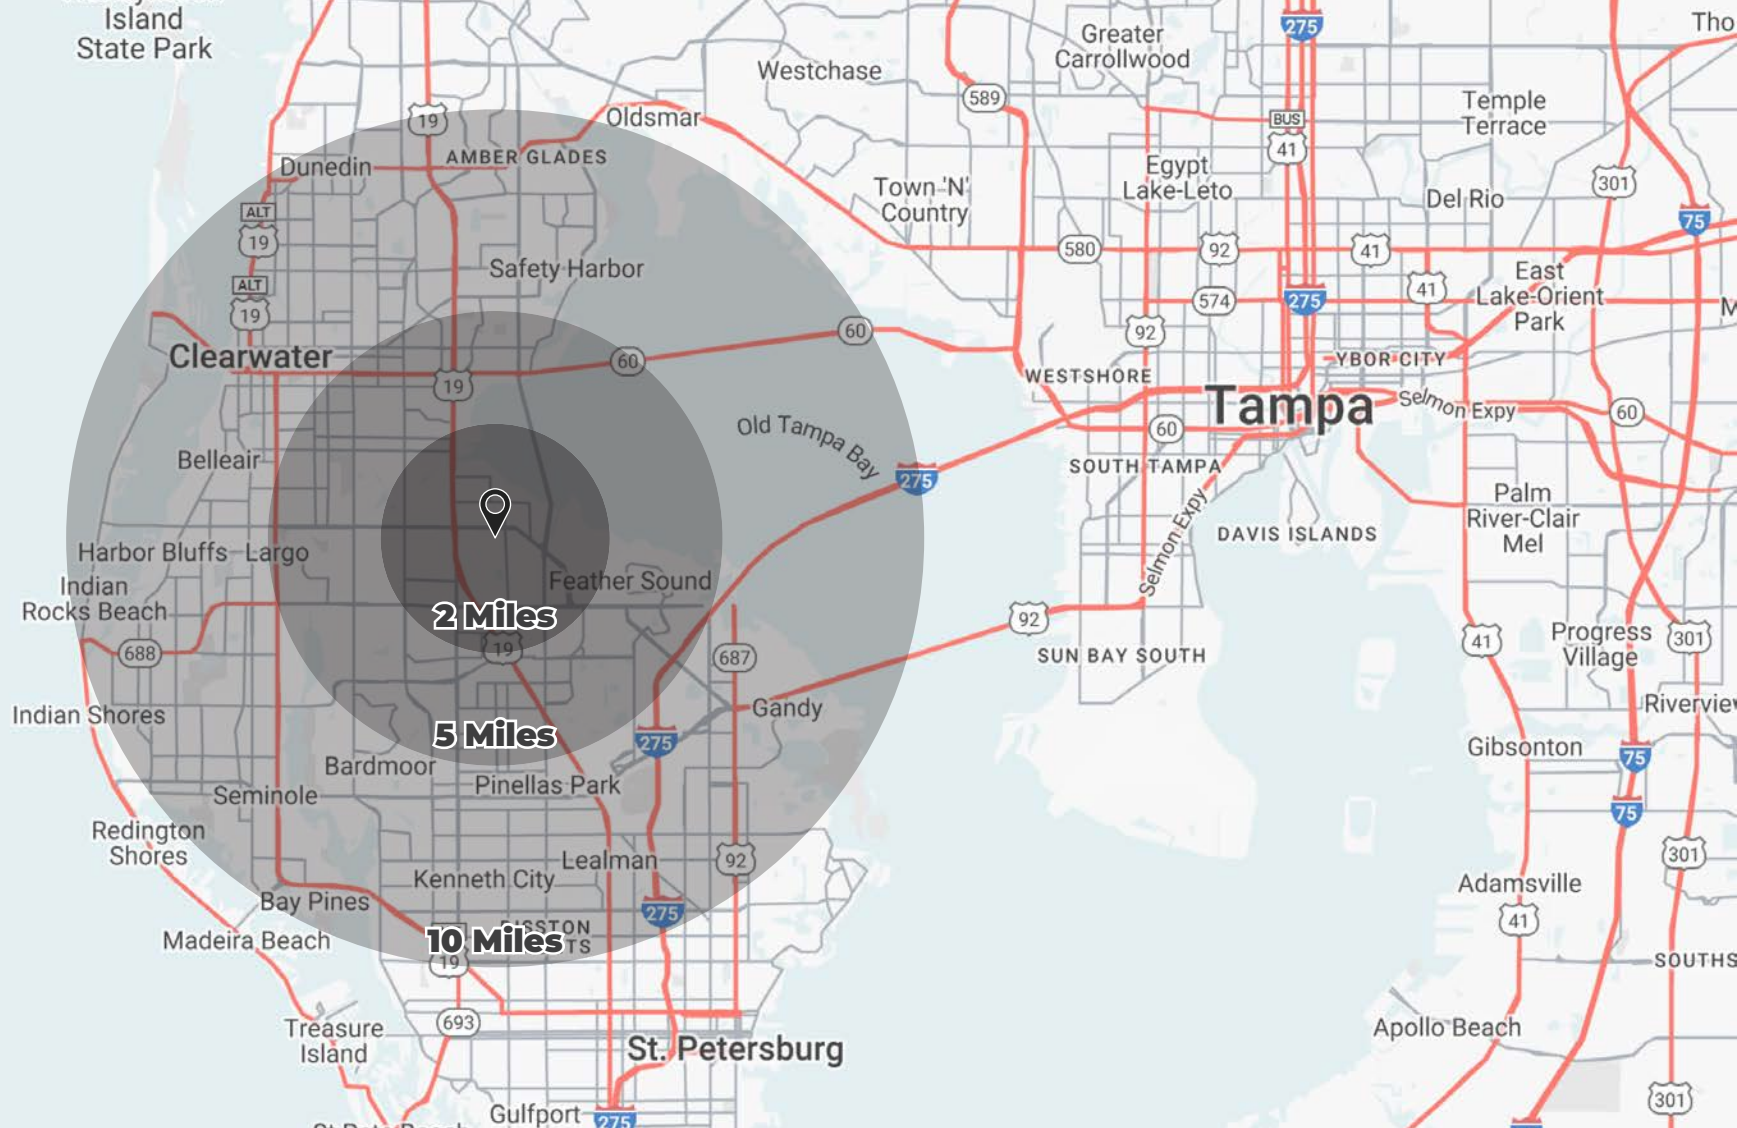 Island
State Park
275
Greater
Carrollwood
Tho
Westchase
589
Temple
Terrace
19
Oldsmar
BUS
41
Dunedin
AMBER GLADES
Egypt
Lake-Leto
301
Town 'N'
Country
Del Rio
ALT
19
75
580
92
41
Safety Harbor
ALT
19
41
East
Lake-Orient
Park
574
275
M
60
92
Clearwater
60
19
YBOR CITY
WESTSHORE
Tampa
Selmon Expy
60
Old Tampa Bay
60
Belleair
SOUTH TAMPA
275
Palm
River-Clair
Mel
Selmon Expy
DAVIS ISLANDS
Harbor Bluffs
Largo
Indian
Rocks Beach
Feather Sound
2 Miles
92
19
688
687
SUN BAY SOUTH
41
Progress
Village
301
Indian Shores
Gandy
Riverview
5 Miles
275
Gibsonton
75
Bardmoor
Pinellas Park
Seminole
75
Redington
Shores
Lealman
92
301
Kenneth City
Adamsville
Bay Pines
275
41
Madeira Beach
10 Miles
19
SOUTHS
693
Treasure
Island
Apollo Beach
St. Petersburg
301
Gulfport
275